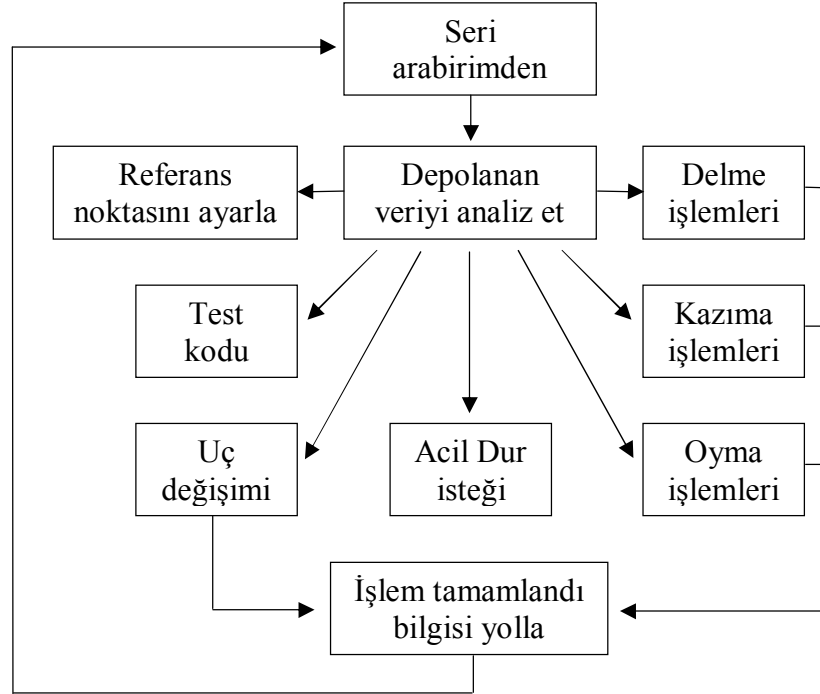 Seri
arabirimden
Referans
noktasını ayarla
Depolanan
veriyi analiz et
Delme
işlemleri
Test
kodu
Kazıma
işlemleri
Uç
değişimi
Acil Dur
isteği
Oyma
işlemleri
İşlem tamamlandı
bilgisi yolla